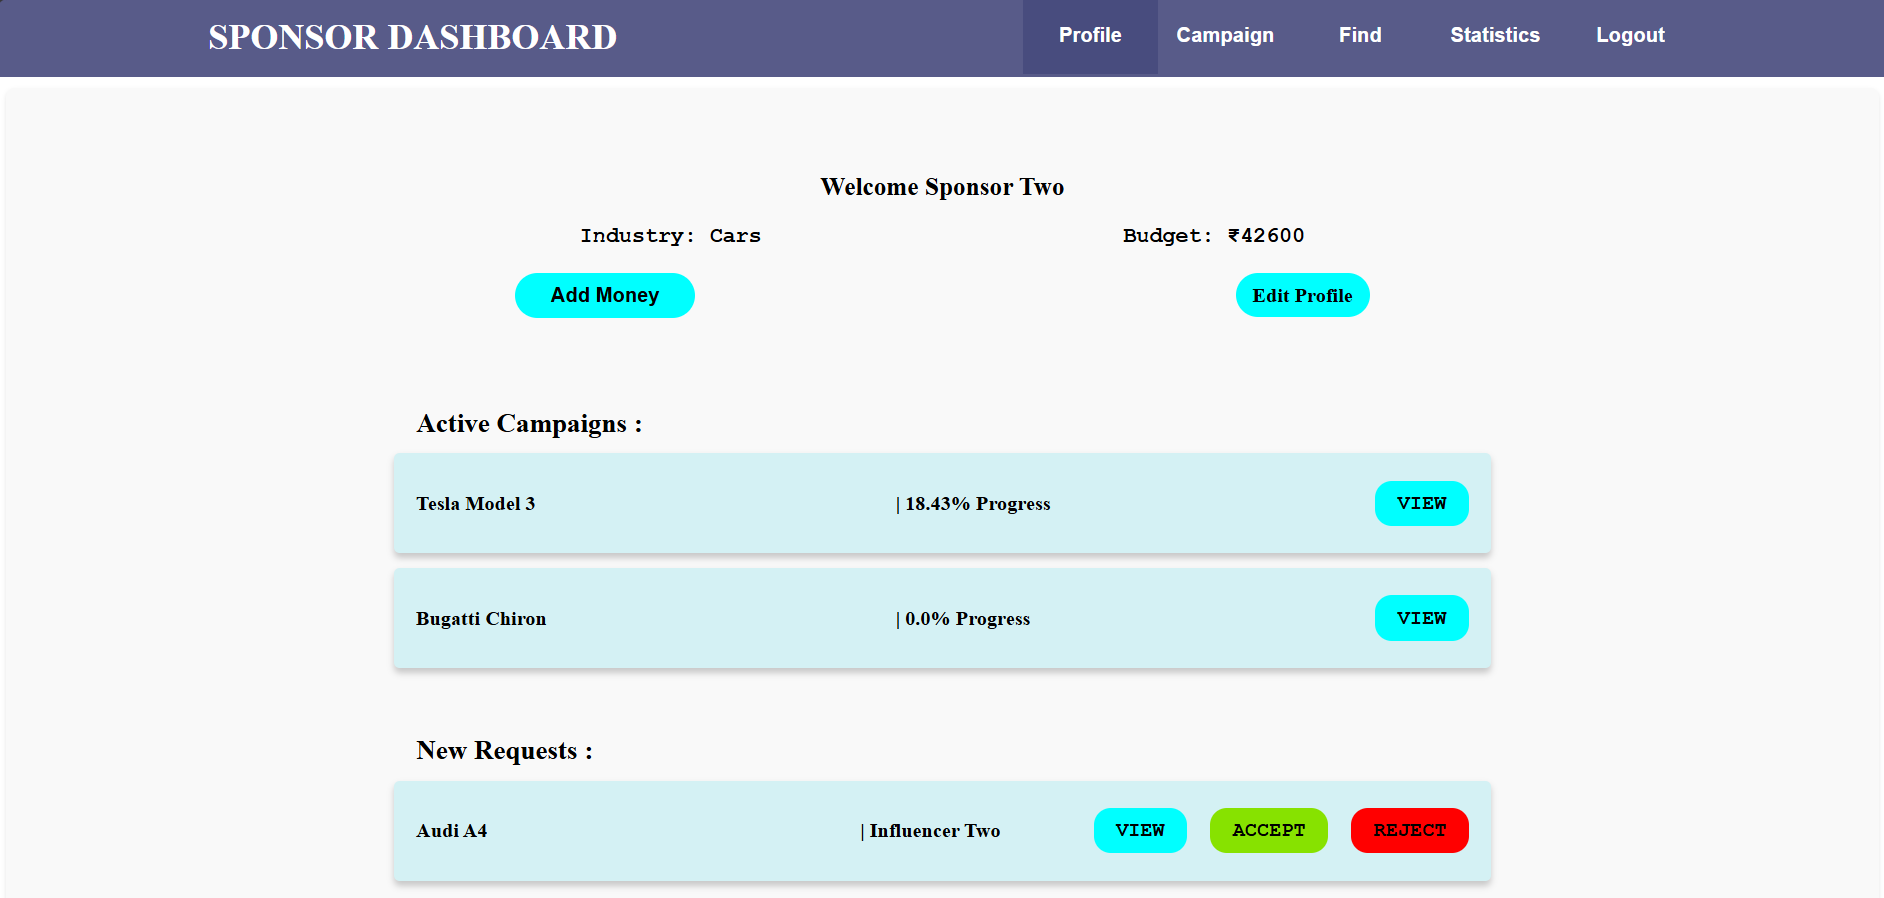 SPONSOR DASHBOARD Profile Campaign Find Statistics Logout
Welcome Sponsor Two
Industry: Cars Budget: ₹42600
Add Money Edit Profile
Active Campaigns :
Tesla Model 3 | 18.43% Progress VIEW
Bugatti Chiron | 0.0% Progress VIEW
New Requests :
Audi A4 | Influencer Two VIEW ACCEPT REJECT